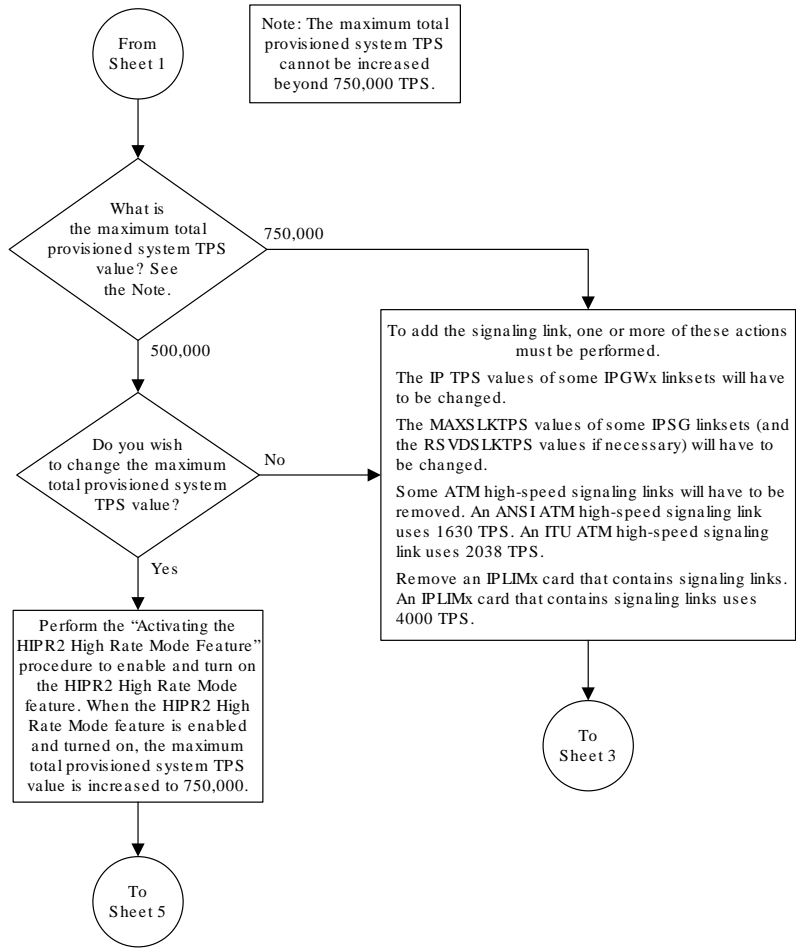 From
Sheet 1
Note: The maximum total
provisioned system TPS
cannot be increased
beyond 750,000 TPS.
What is
the maximum total
provisioned system TPS
value? See
the Note.
750,000
500,000
To add the signaling link, one or more of these actions
must be performed.
The IP TPS values of some IPGWx linksets will have
to be changed.
The MAXSLKTPS values of some IPSG linksets (and
the RSVDSLKTPS values if necessary) will have to
be changed.
Some ATM high-speed signaling links will have to be
removed. An ANSI ATM high-speed signaling link
uses 1630 TPS. An ITU ATM high-speed signaling
link uses 2038 TPS.
Remove an IPLIMx card that contains signaling links.
An IPLIMx card that contains signaling links uses
4000 TPS.
Do you wish
to change the maximum
total provisioned system
TPS value?
No
Yes
Perform the “Activating the
HIPR2 High Rate Mode Feature”
procedure to enable and turn on
the HIPR2 High Rate Mode
feature. When the HIPR2 High
Rate Mode feature is enabled
and turned on, the maximum
total provisioned system TPS
value is increased to 750,000.
To
Sheet 3
To
Sheet 5